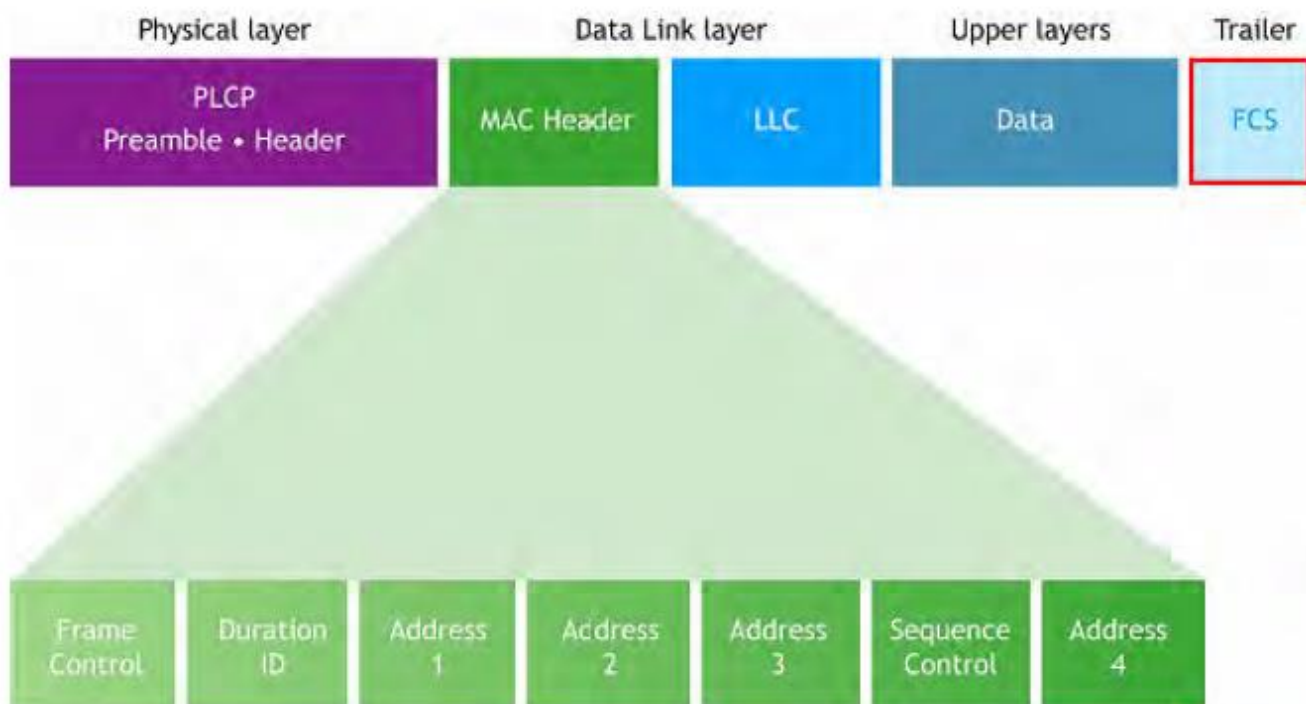 Physical layer
Data Link layer
Upper layers
Trailer
PLCP
Preamble • Header
MAC Header
LLC
Data
FCS
Frame
Control
Duration
ID
Address
1
Address
2
Address
3
Sequence
Control
Address
4